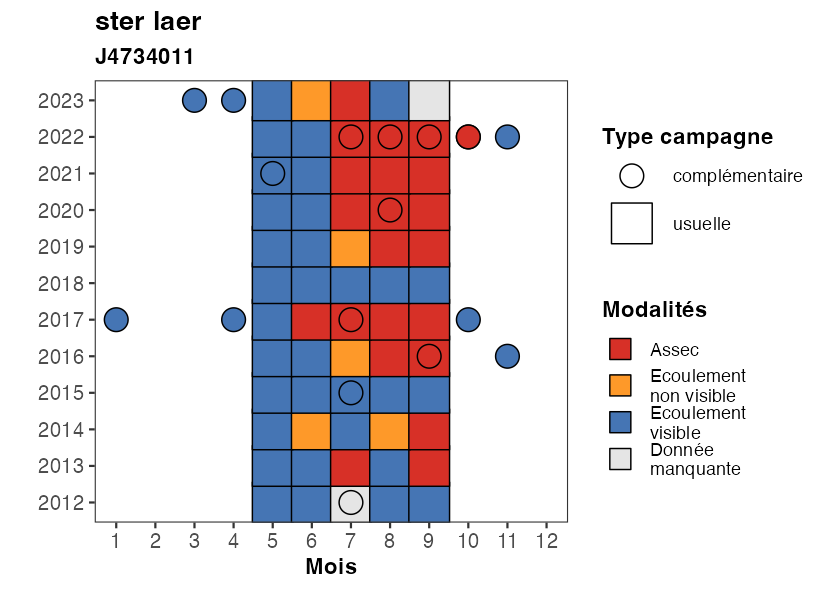 ster laer
J4734011
2023
2022
2021
2020
2019
2018
2017
2016
2015
2014
2013
2012
1 2 3 4 5 6 7 8 9 10 11 12
Mois
Type campagne
complémentaire
usuelle
Modalités
Assec
Ecoulement
non visible
Ecoulement
visible
Donnée
manquante